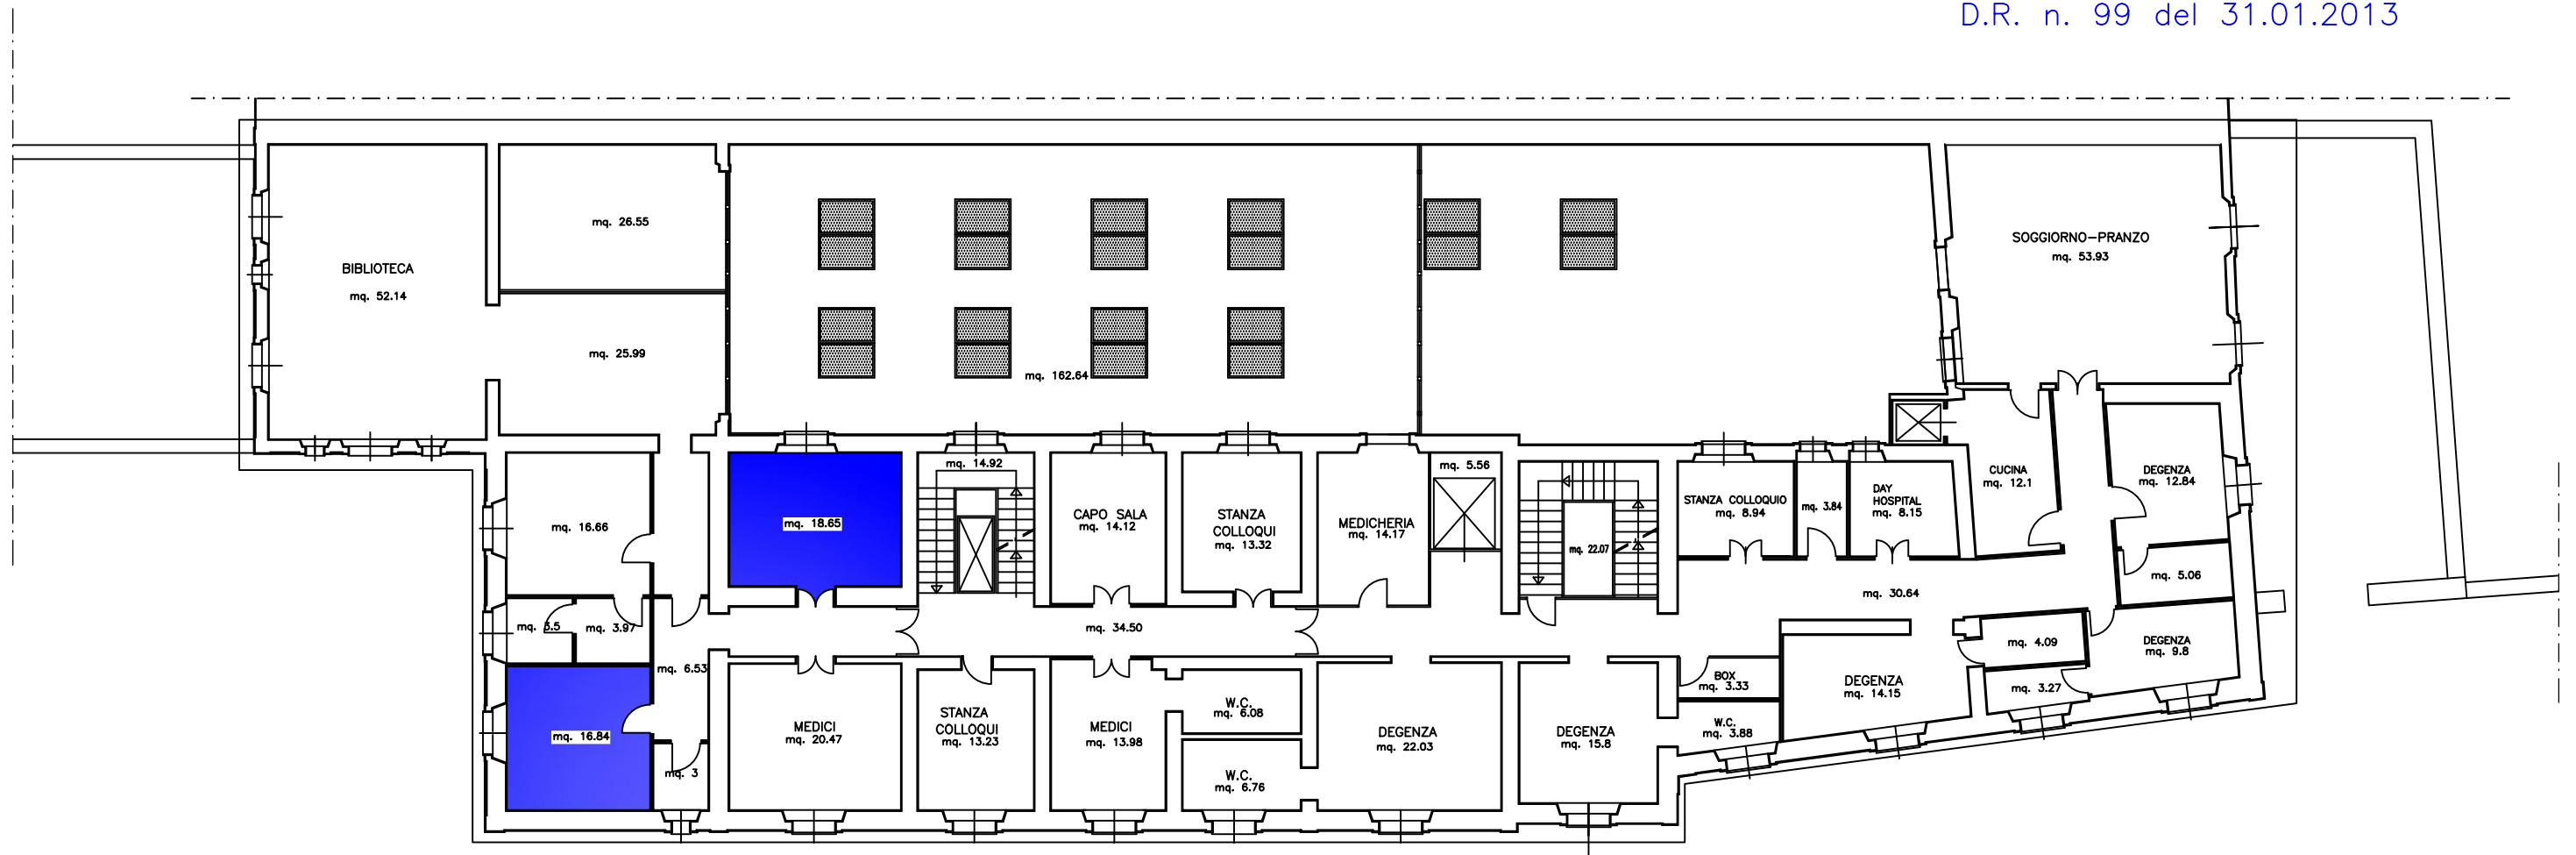 D.R. n. 99 del 31.01.2013
BIBLIOTECA
mq. 52.14
mq. 26.55
mq. 25.99
mq. 162.64
SOGGIORNO-PRANZO
mq. 53.93
mq. 16.66
mq. 18.65
mq. 14.92
CAPO SALA
mq. 14.12
STANZA
COLLOQUI
mq. 13.32
MEDICHERIA
mq. 14.17
mq. 5.56
mq. 22.07
STANZA COLLOQUIO
mq. 8.94
mq. 3.84
DAY
HOSPITAL
mq. 8.15
CUCINA
mq. 12.1
DEGENZA
mq. 12.84
mq. 5.06
mq. 3.5
mq. 3.97
mq. 6.53
mq. 34.50
mq. 30.64
mq. 16.84
mq. 3
MEDICI
mq. 20.47
STANZA
COLLOQUI
mq. 13.23
MEDICI
mq. 13.98
W.C.
mq. 6.08
W.C.
mq. 6.76
DEGENZA
mq. 22.03
DEGENZA
mq. 15.8
BOX
mq. 3.33
W.C.
mq. 3.88
DEGENZA
mq. 14.15
mq. 4.09
mq. 3.27
DEGENZA
mq. 9.8